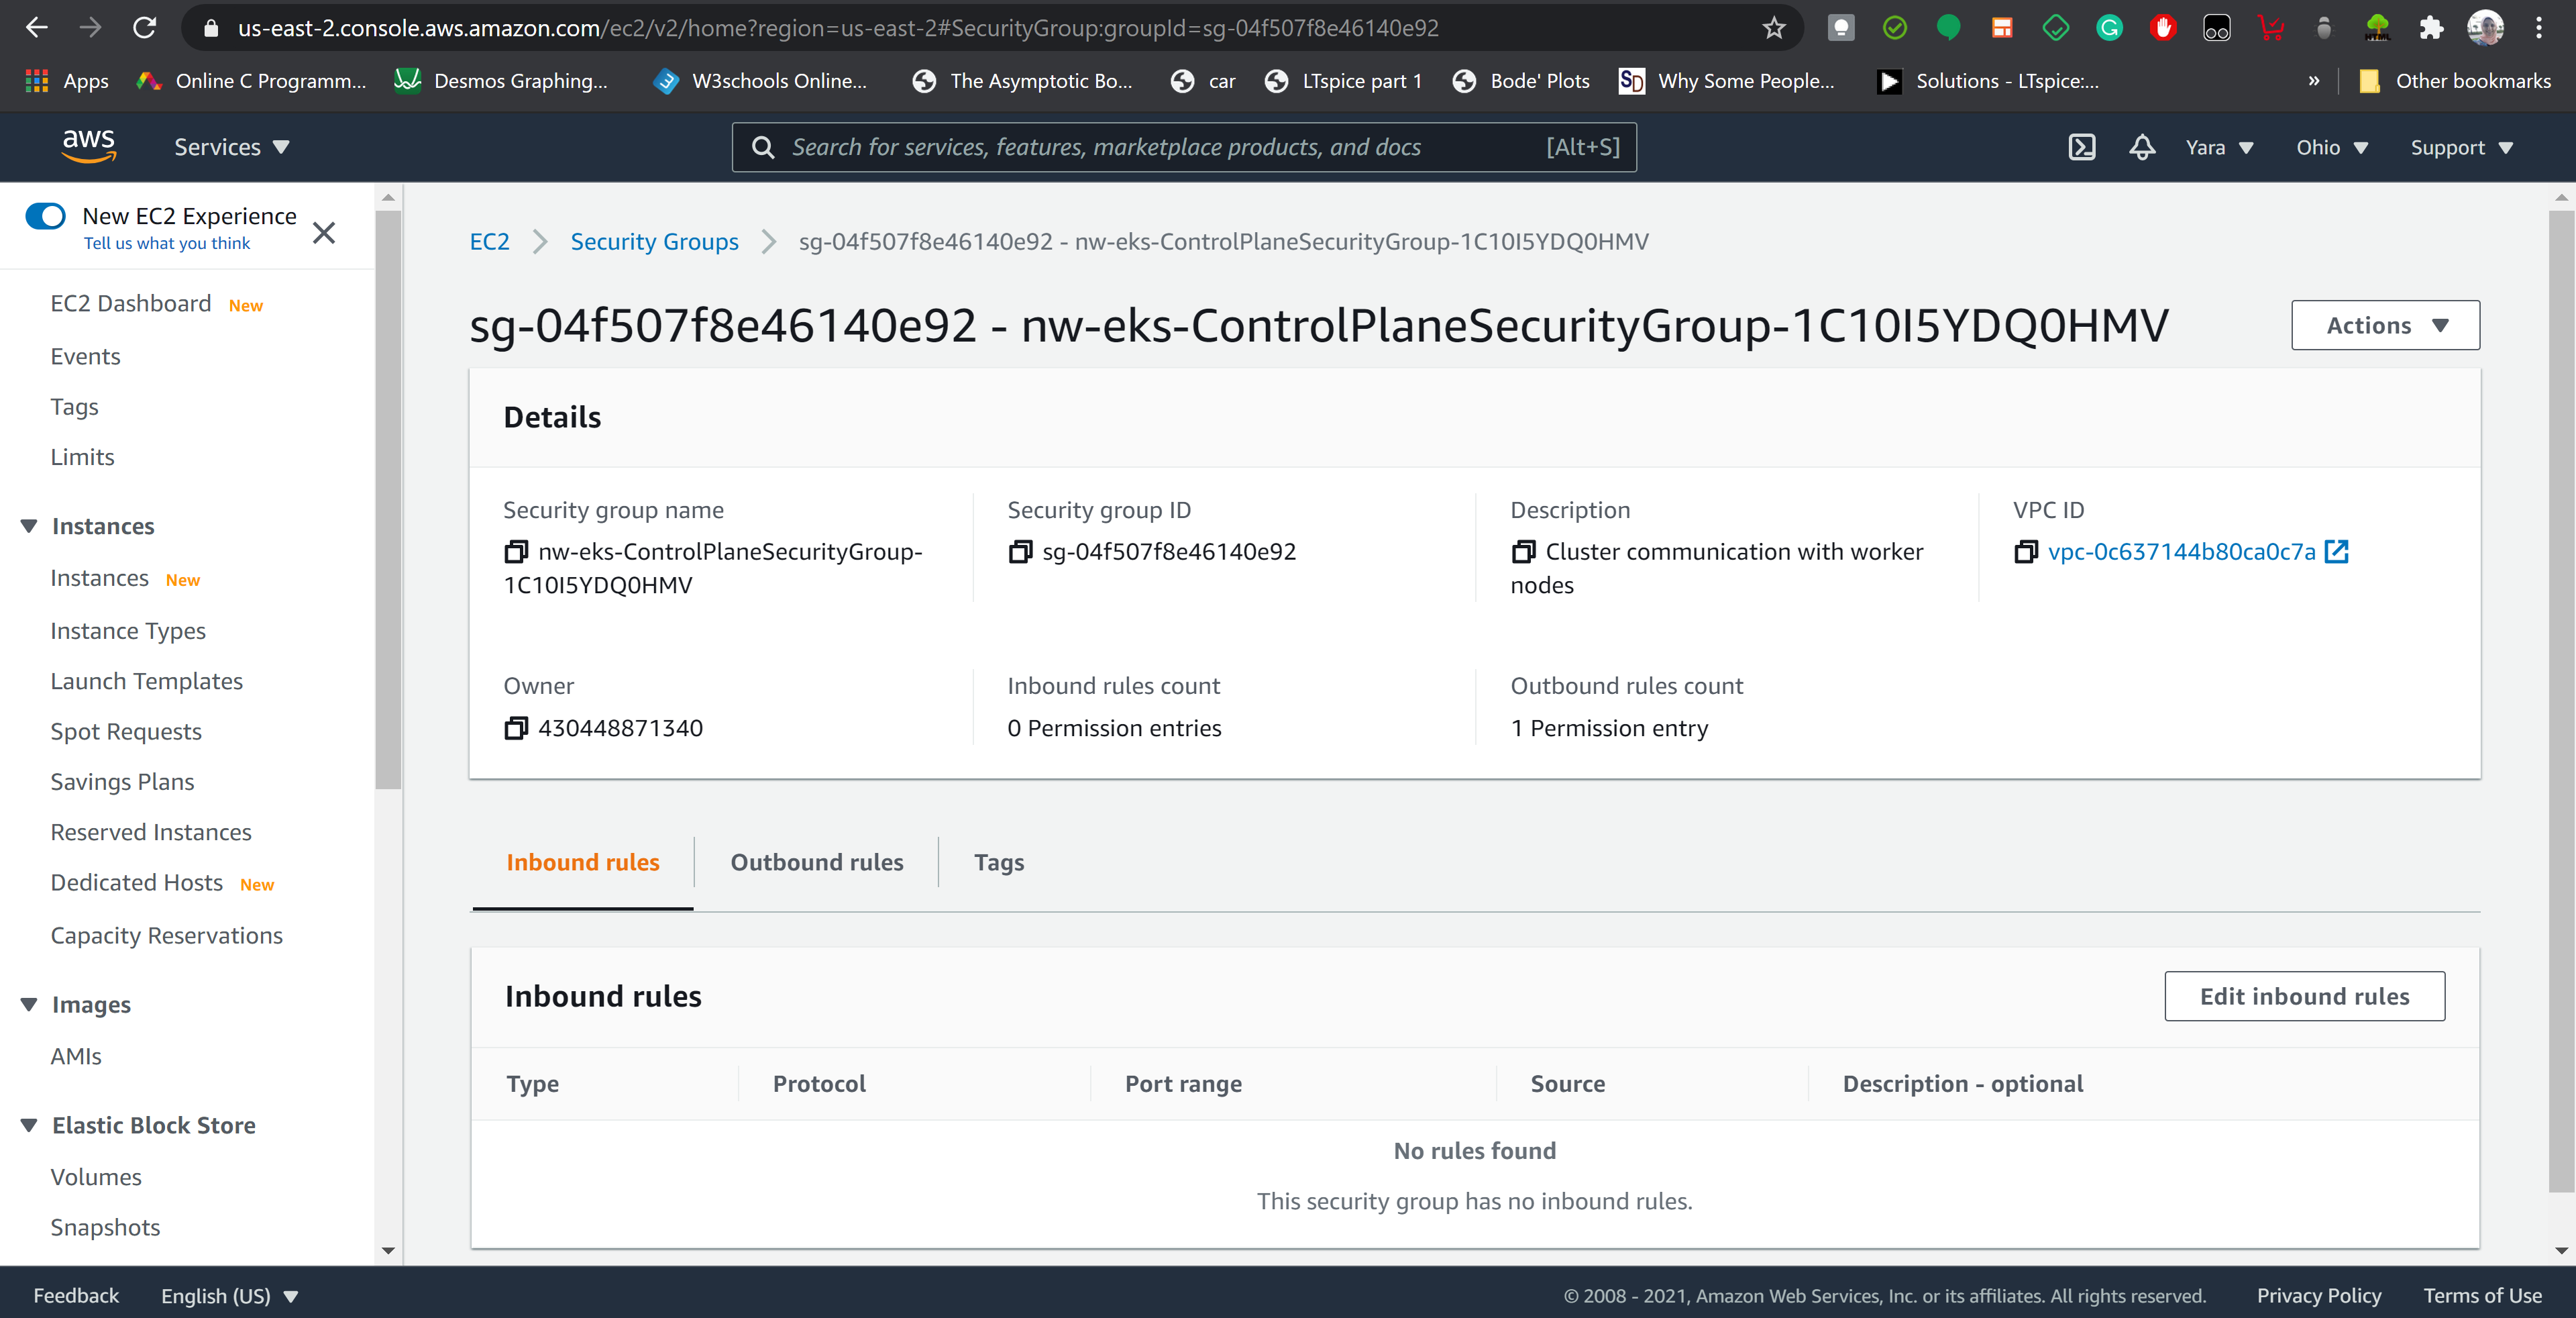 us-east-2.console.aws.amazon.com/ec2/v2/home?region=us-east-2#SecurityGroup:groupId=sg-04f507f8e46140e92
Apps
Online C Programm...
Desmos Graphing...
W3schools Online...
The Asymptotic Bo...
car
LTspice part 1
Bode' Plots
SD
Why Some People...
Solutions - LTspice:...
»
Other bookmarks
aws
Services
Search for services, features, marketplace products, and docs
[Alt+S]
Yara
Ohio
Support
New EC2 Experience
Tell us what you think
EC2 Dashboard New
Events
Tags
Limits
Instances
Instances New
Instance Types
Launch Templates
Spot Requests
Savings Plans
Reserved Instances
Dedicated Hosts New
Capacity Reservations
Images
AMIs
Elastic Block Store
Volumes
Snapshots
EC2 > Security Groups > sg-04f507f8e46140e92 - nw-eks-ControlPlaneSecurityGroup-1C10I5YDQ0HMV
sg-04f507f8e46140e92 - nw-eks-ControlPlaneSecurityGroup-1C10I5YDQ0HMV
Actions
Details
Security group name
nw-eks-ControlPlaneSecurityGroup-
1C10I5YDQ0HMV
Security group ID
sg-04f507f8e46140e92
Description
Cluster communication with worker
nodes
VPC ID
vpc-0c637144b80ca0c7a
Owner
430448871340
Inbound rules count
0 Permission entries
Outbound rules count
1 Permission entry
Inbound rules
Outbound rules
Tags
Inbound rules
Edit inbound rules
Type
Protocol
Port range
Source
Description - optional
No rules found
This security group has no inbound rules.
Feedback
English (US)
© 2008 - 2021, Amazon Web Services, Inc. or its affiliates. All rights reserved.
Privacy Policy
Terms of Use